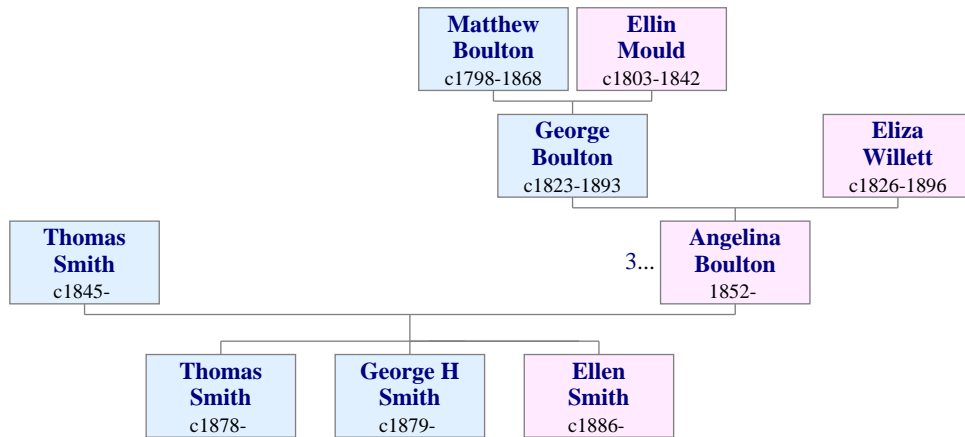 Matthew
Boulton
c1798-1868
Ellin
Mould
c1803-1842
George
Boulton
c1823-1893
Eliza
Willett
c1826-1896
Thomas
Smith
c1845-
3...
Angelina
Boulton
1852-
Thomas
Smith
c1878-
George H
Smith
c1879-
Ellen
Smith
c1886-